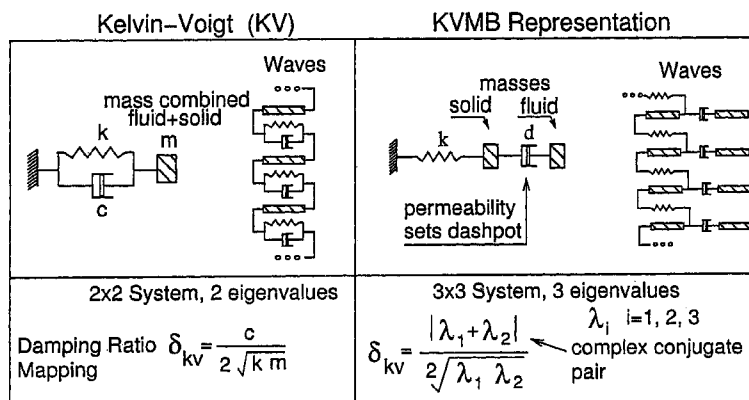 Kelvin-Voigt (KV)
Waves
mass combined
fluid+solid
k
m
c
KVMB Representation
masses
solid
fluid
Waves
k
d
permeability
sets dashpot
2x2 System, 2 eigenvalues
Damping Ratio
Mapping
δkv = c / 2√k m
3x3 System, 3 eigenvalues
δkv = |λ1+λ2| / 2√λ1 λ2
λi i=1, 2, 3
complex conjugate
pair